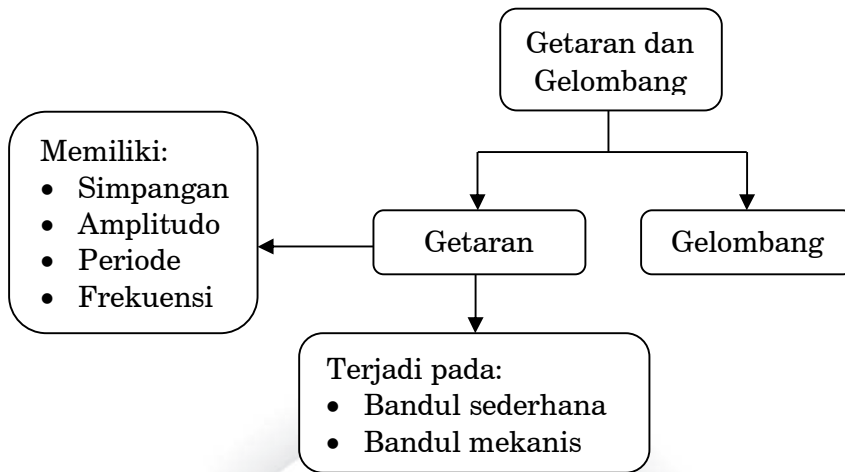 Getaran dan
Gelombang
Memiliki:
• Simpangan
• Amplitudo
• Periode
• Frekuensi
Getaran
Gelombang
Terjadi pada:
• Bandul sederhana
• Bandul mekanis